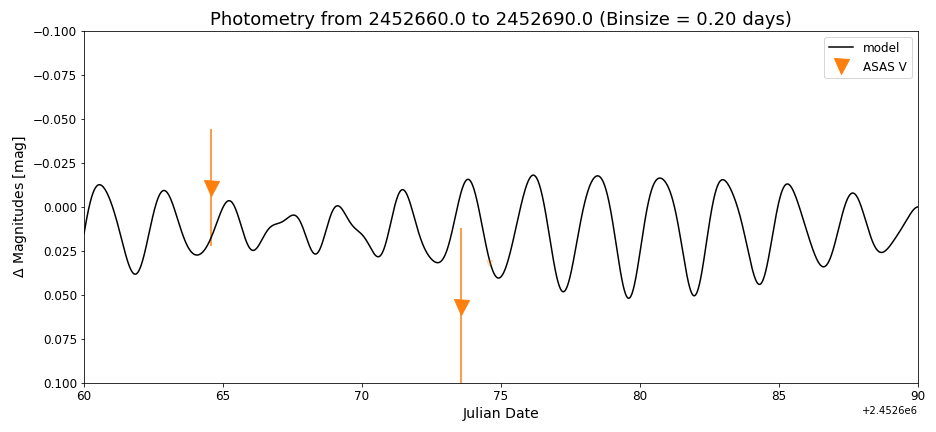 Photometry from 2452660.0 to 2452690.0 (Binsize = 0.20 days)
−0.100
−0.075
−0.050
−0.025
0.000
0.025
0.050
0.075
0.100
Δ Magnitudes [mag]
model
ASAS V
60 65 70 75 80 85 90
+2.4526e6
Julian Date